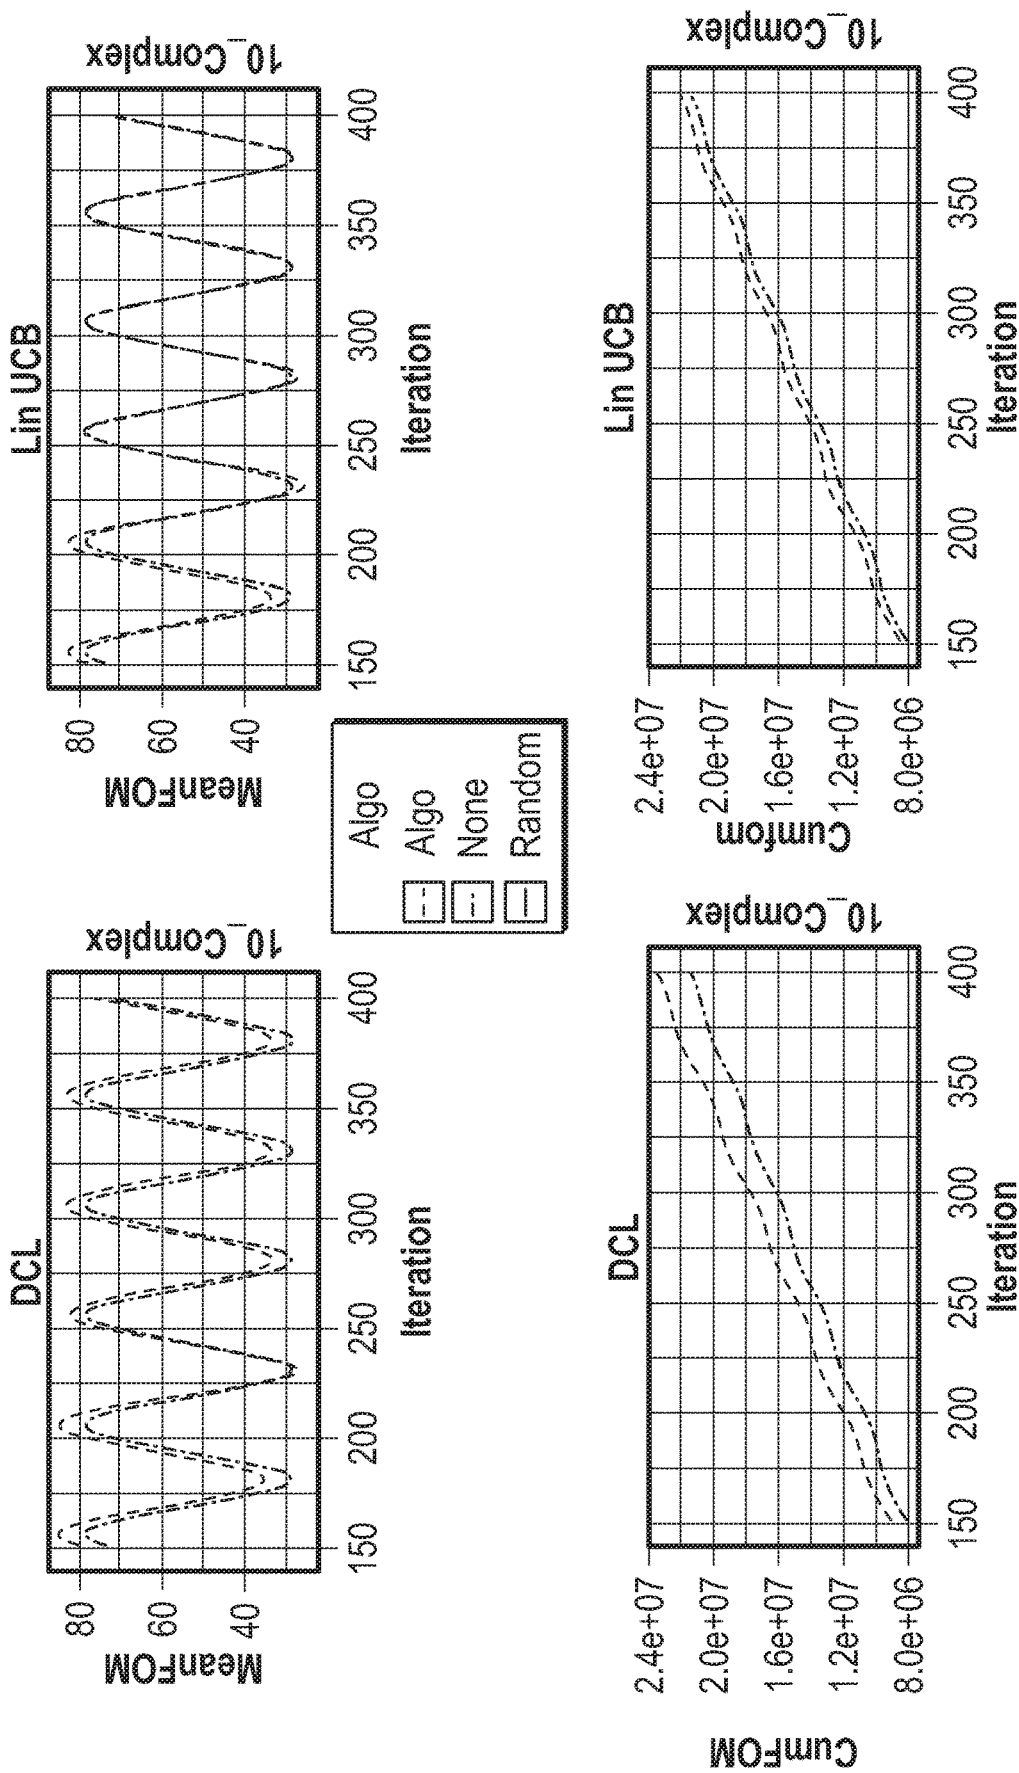 DCL
MeanFOM
80
60
40
150
200
250
300
350
400
Iteration
10_Complex
Lin UCB
MeanFOM
80
60
40
150
200
250
300
350
400
Iteration
10_Complex
Algo
Algo
None
Random
DCL
CumFOM
2.4e+07
2.0e+07
1.6e+07
1.2e+07
8.0e+06
150
200
250
300
350
400
Iteration
10_Complex
Lin UCB
Cumfom
2.4e+07
2.0e+07
1.6e+07
1.2e+07
8.0e+06
150
200
250
300
350
400
Iteration
10_Complex